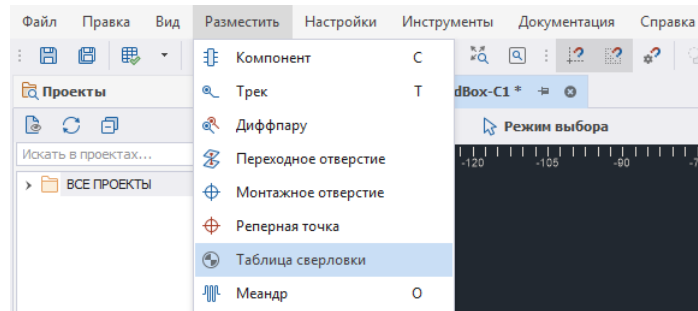 Файл Правка Вид Разместить Настройки Инструменты Документация Справка
Компонент C
Проекты
dBox-C1 *
Трек T
Диффпару
Режим выбора
Искать в проектах...
Переходное отверстие
-120 -105 -90
ВСЕ ПРОЕКТЫ
Монтажное отверстие
Реперная точка
Таблица сверловки
Меандр O